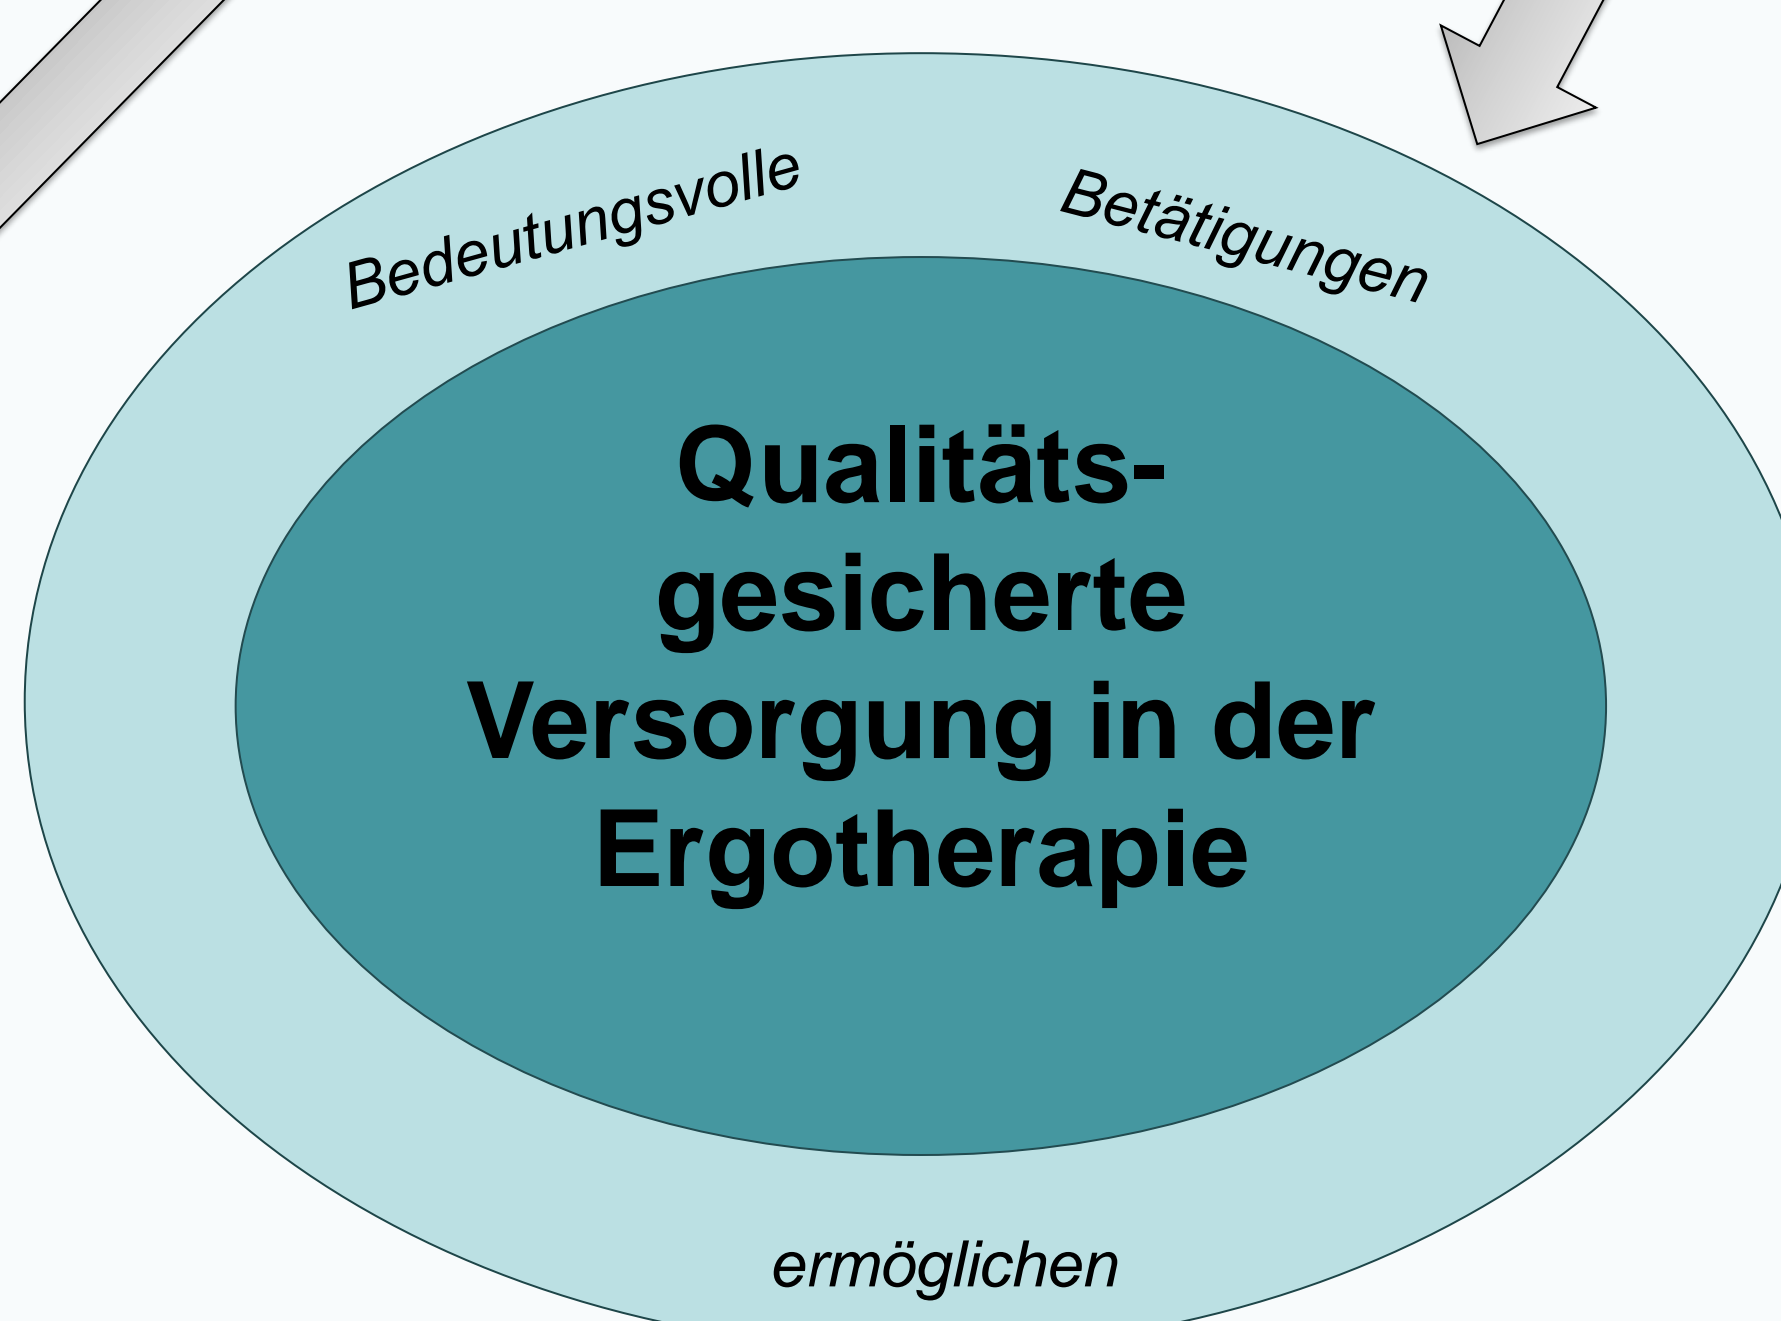 Bedeutungsvolle
Betätigungen
Qualitäts-
gesicherte
Versorgung in der
Ergotherapie
ermöglichen